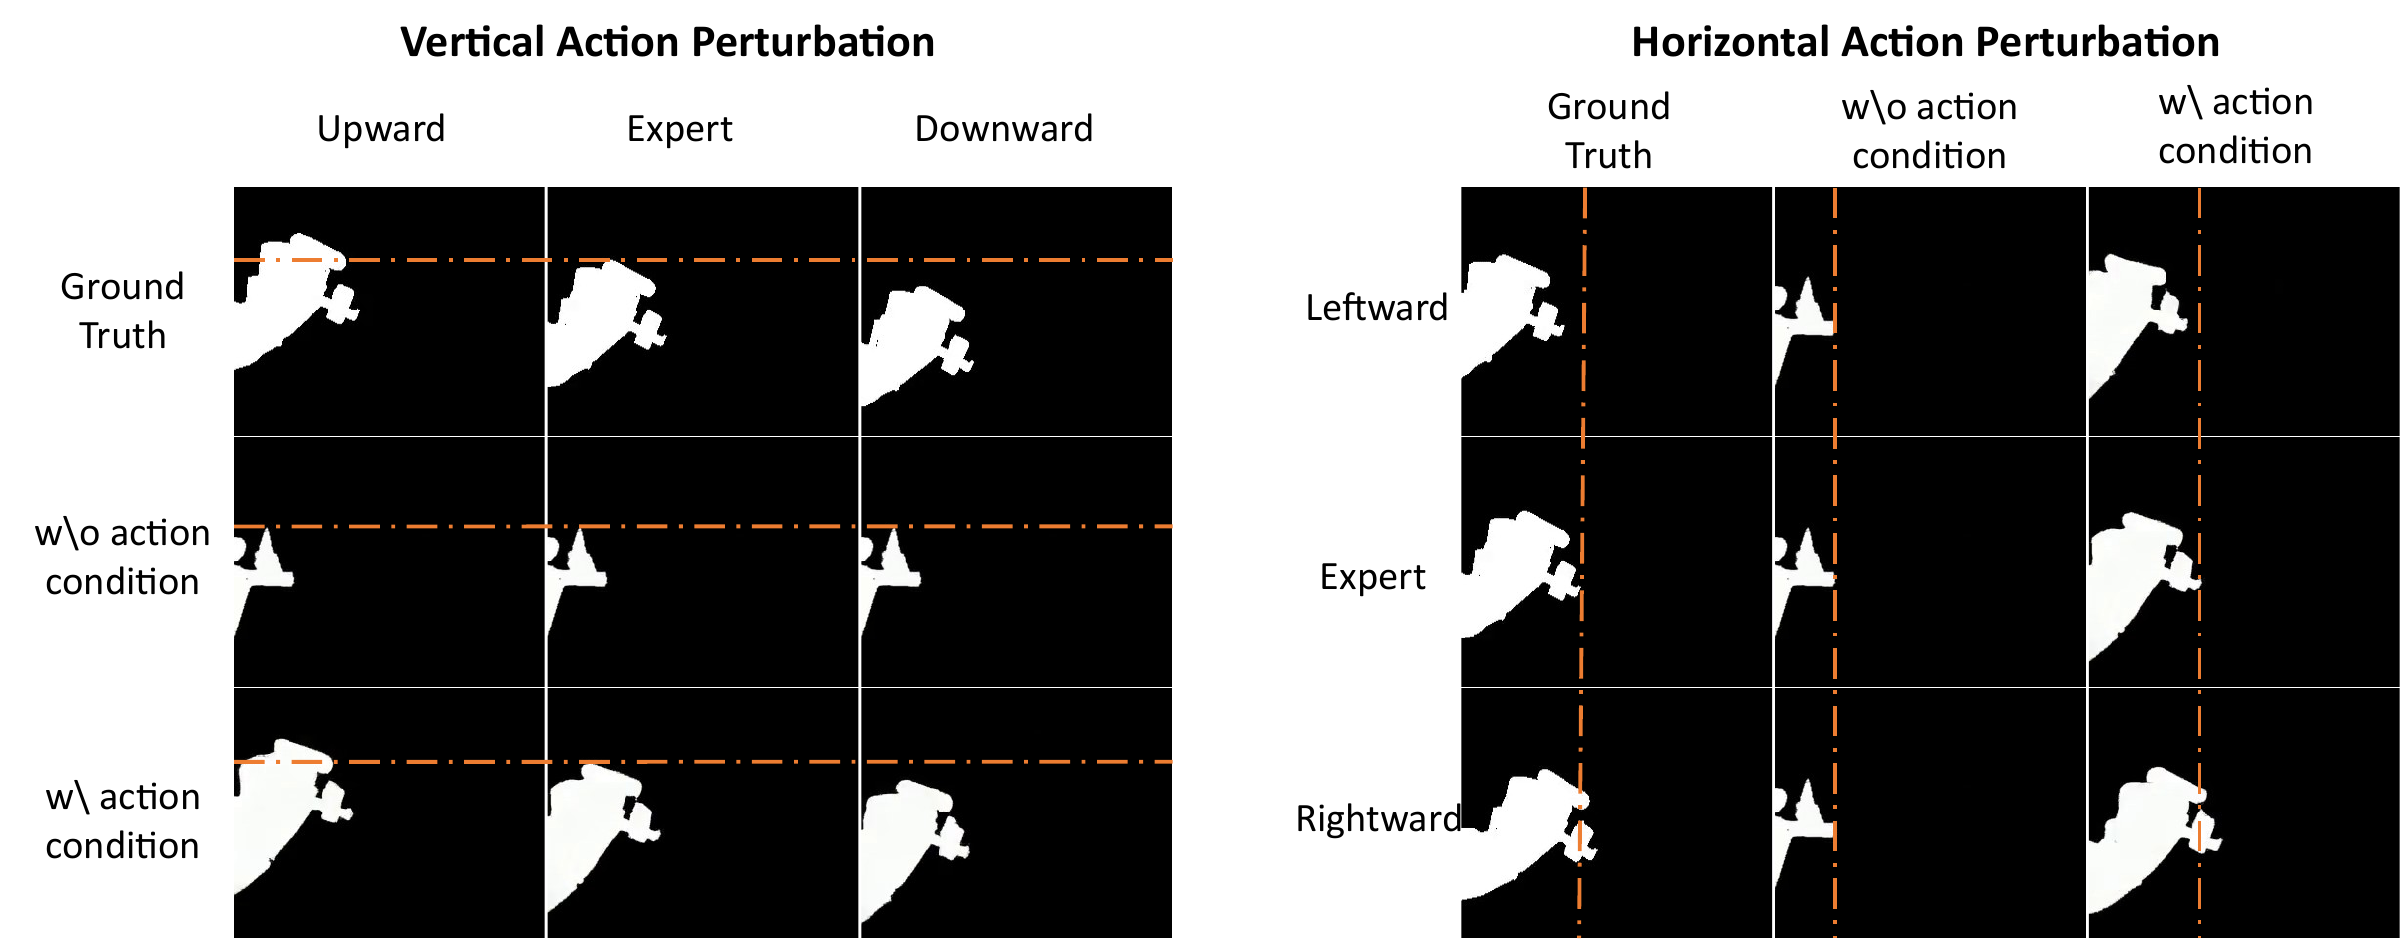 Vertical Action Perturbation
Upward Expert Downward
Ground
Truth
w\o action
condition
w\ action
condition
Horizontal Action Perturbation
Ground
Truth
w\o action
condition
w\ action
condition
Leftward
Expert
Rightward